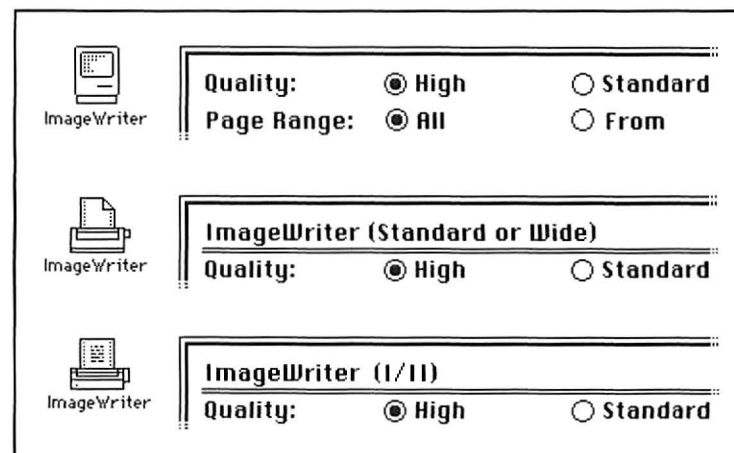 Quality: High Standard
ImageWriter
Page Range: All From
ImageWriter (Standard or Wide)
ImageWriter
Quality: High Standard
ImageWriter (I/II)
ImageWriter
Quality: High Standard